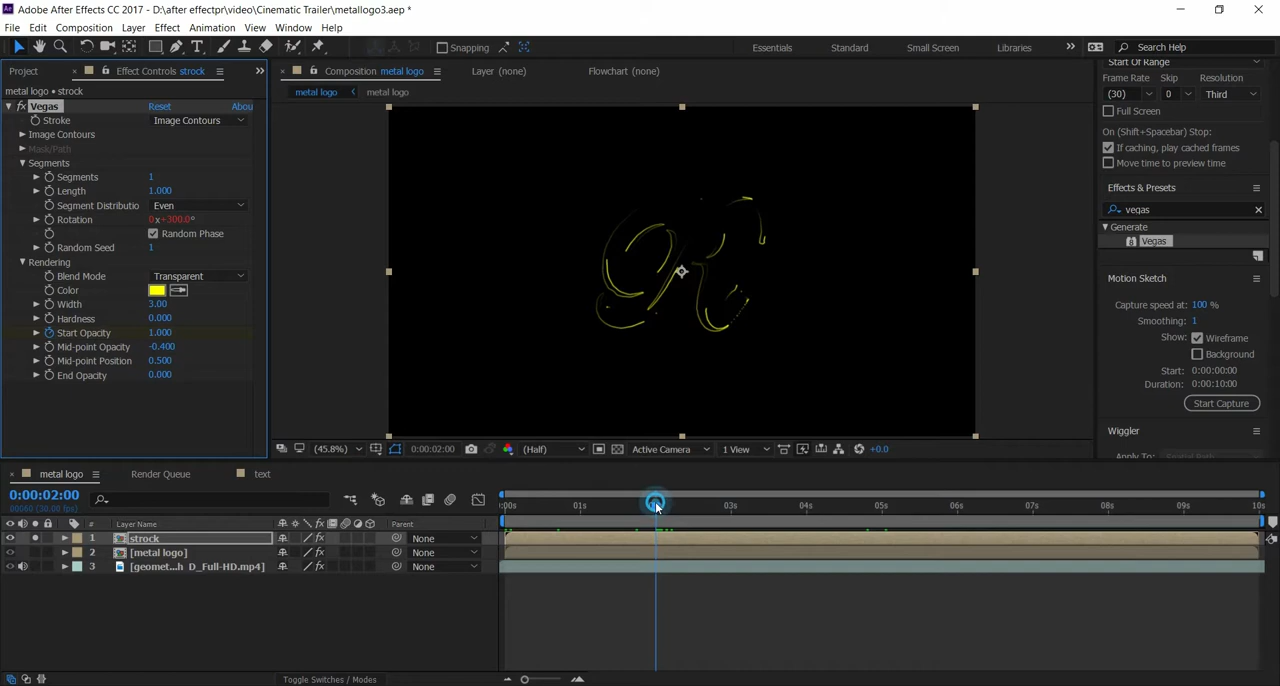 Adobe After Effects CC 2017 - D:\after effectpr\video\Cinematic Trailer\metallogo3.aep *
File Edit Composition Layer Effect Animation View Window Help
Snapping
Essentials Standard Small Screen Libraries Search Help
Project Effect Controls strock
metal logo • strock
fx Vegas Reset Abou
Stroke Image Contours
Image Contours
Mask/Path
Segments
Segments 1
Length 1.000
Segment Distributio Even
Rotation 0x+300.0°
Random Phase
Random Seed 1
Rendering
Blend Mode Transparent
Color
Width 3.00
Hardness 0.000
Start Opacity 1.000
Mid-point Opacity -0.400
Mid-point Position 0.500
End Opacity 0.000
Composition metal logo Layer (none) Flowchart (none)
metal logo metal logo
R
(45.8%) 0:00:02:00 (Half) Active Camera 1 View +0.0
Start Of Range
Frame Rate Skip Resolution
(30) 0 Third
Full Screen
On (Shift+Spacebar) Stop:
If caching, play cached frames
Move time to preview time
Effects & Presets
vegas
Generate
Vegas
Motion Sketch
Capture speed at: 100 %
Smoothing: 1
Show: Wireframe
Background
Start: 0:00:00:00
Duration: 0:00:10:00
Start Capture
Wiggler
Apply To:
metal logo Render Queue text
0:00:02:00
00060 (30.00 fps)
:00s 01s 03s 04s 05s 06s 07s 08s 09s 10s
# Layer Name fx Parent
1 strock fx None
2 [metal logo] fx None
3 [geomet...h D_Full-HD.mp4] fx None
Toggle Switches / Modes